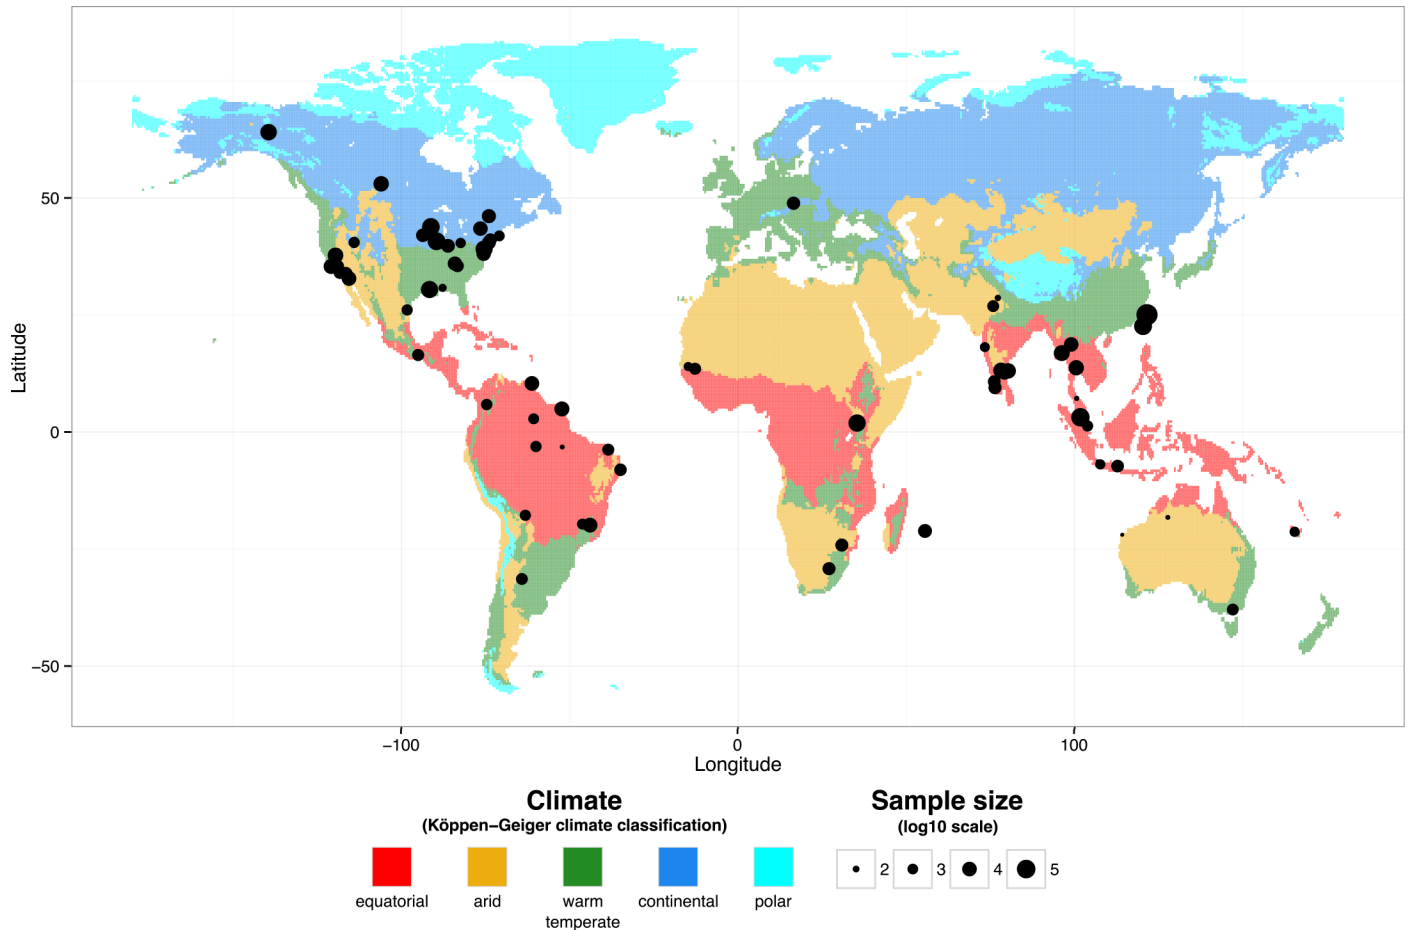 Latitude
50
0
−50
−100
0
100
Longitude
Climate
(Köppen−Geiger climate classification)
equatorial
arid
warm
temperate
continental
polar
Sample size
(log10 scale)
2
3
4
5